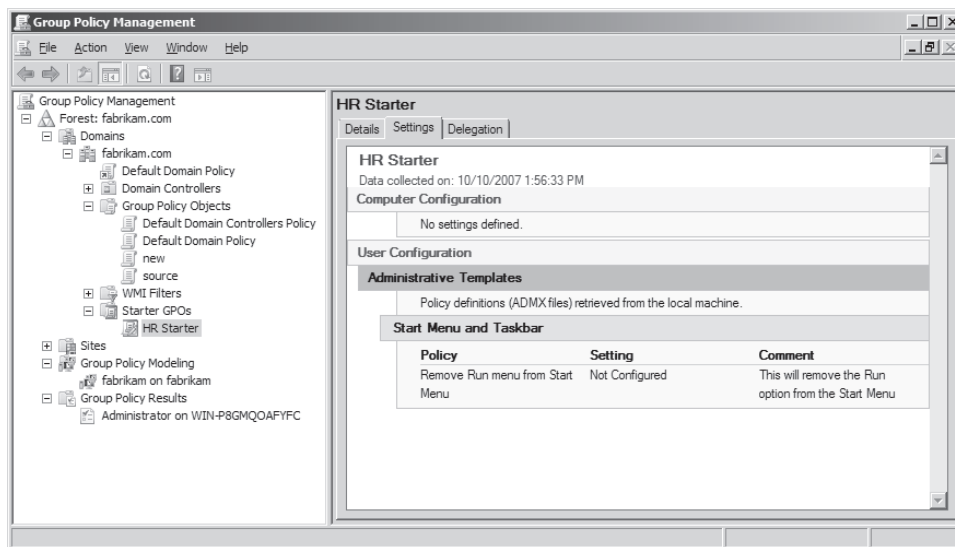 Group Policy Management
File Action View Window Help
Group Policy Management
Forest: fabrikam.com
Domains
fabrikam.com
Default Domain Policy
Domain Controllers
Group Policy Objects
Default Domain Controllers Policy
Default Domain Policy
new
source
WMI Filters
Starter GPOs
HR Starter
Sites
Group Policy Modeling
fabrikam on fabrikam
Group Policy Results
Administrator on WIN-P8GMQOAFYFC
HR Starter
Details Settings Delegation
HR Starter
Data collected on: 10/10/2007 1:56:33 PM
Computer Configuration
No settings defined.
User Configuration
Administrative Templates
Policy definitions (ADMX files) retrieved from the local machine.
Start Menu and Taskbar
Policy Setting Comment
Remove Run menu from Start Not Configured This will remove the Run
Menu option from the Start Menu